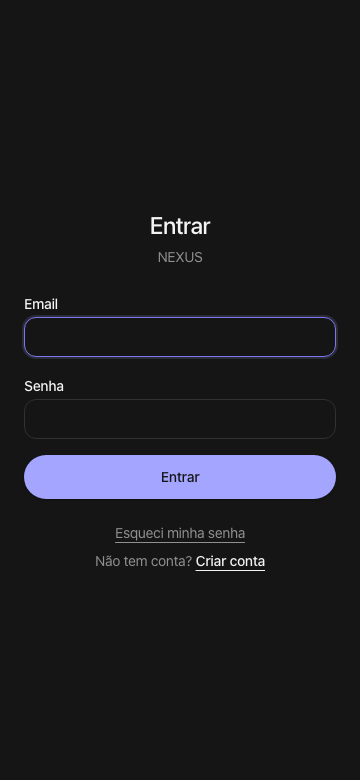 Entrar
NEXUS
Email
Senha
Entrar
Esqueci minha senha
Não tem conta? Criar conta